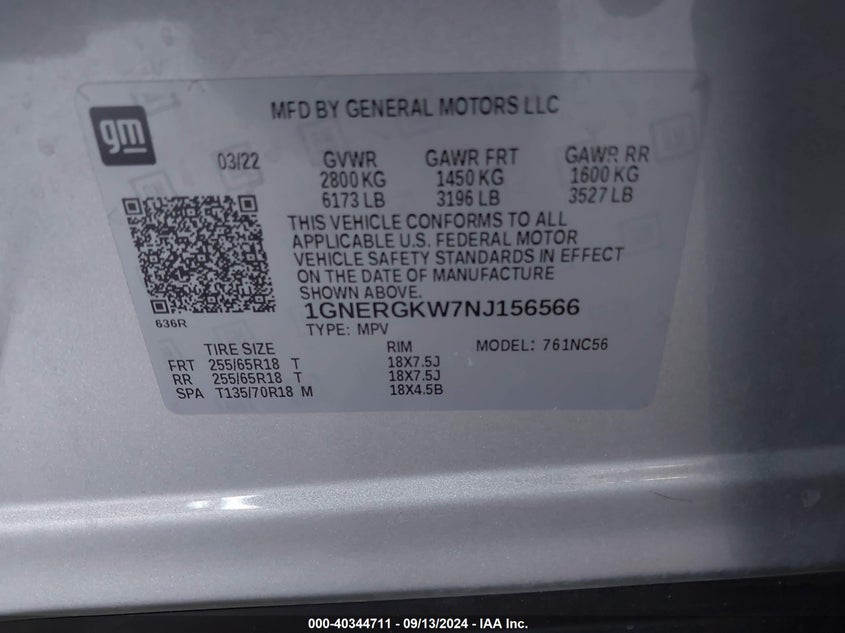 gm
MFD BY GENERAL MOTORS LLC
03/22 GVWR GAWR FRT GAWR RR
2800 KG 1450 KG 1600 KG
6173 LB 3196 LB 3527 LB
THIS VEHICLE CONFORMS TO ALL
APPLICABLE U.S. FEDERAL MOTOR
VEHICLE SAFETY STANDARDS IN EFFECT
ON THE DATE OF MANUFACTURE
SHOWN ABOVE.
636R
1GNERGKW7NJ156566
TYPE: MPV
TIRE SIZE RIM MODEL: 761NC56
FRT 255/65R18 T 18X7.5J
RR 255/65R18 T 18X7.5J
SPA T135/70R18 M 18X4.5B
000-40344711 - 09/13/2024 - IAA Inc.